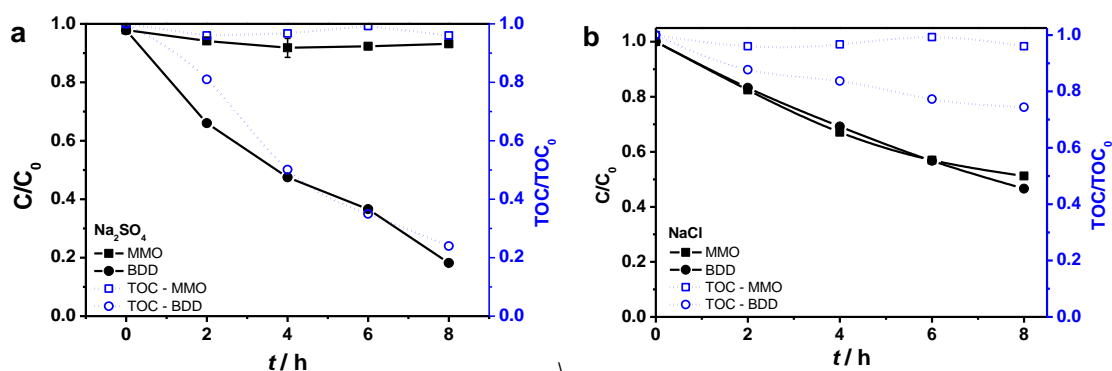 a
1.0
0.8
0.6
0.4
0.2
0.0
C/C₀
Na₂SO₄
MMO
BDD
TOC - MMO
TOC - BDD
0 2 4 6 8
t / h
1.0
0.8
0.6
0.4
0.2
0.0
TOC/TOC₀
b
1.0
0.8
0.6
0.4
0.2
0.0
C/C₀
NaCl
MMO
BDD
TOC - MMO
TOC - BDD
0 2 4 6 8
t / h
1.0
0.8
0.6
0.4
0.2
0.0
TOC/TOC₀
\